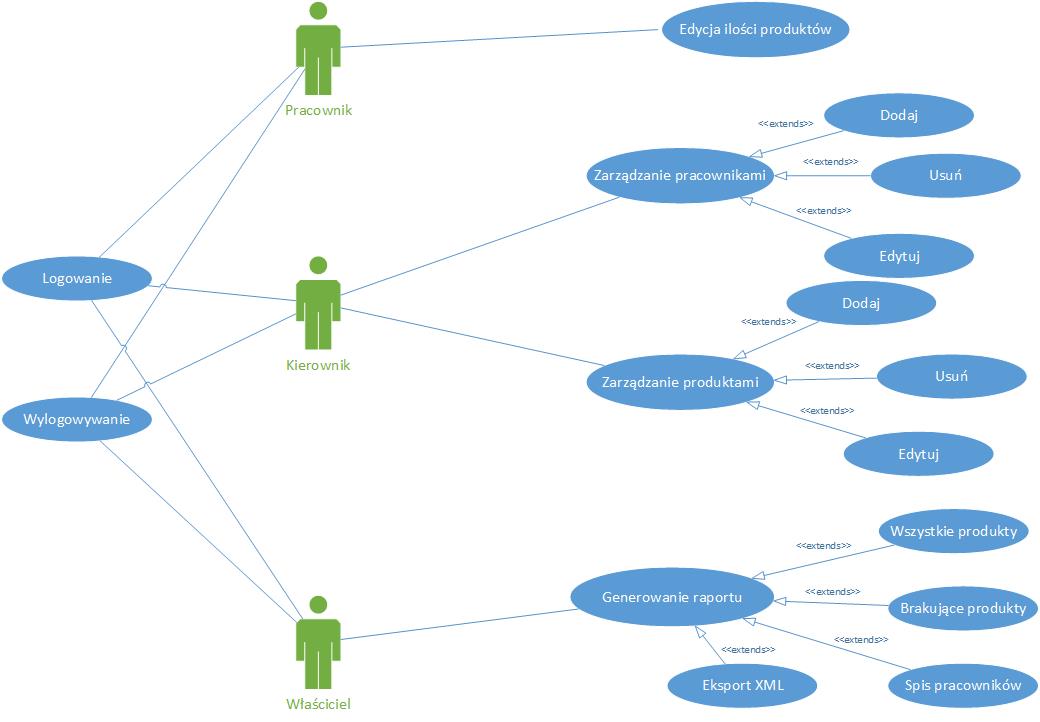 Edycja ilości produktów
Pracownik
<<extends>>
Dodaj
Zarządzanie pracownikami
<<extends>>
Usuń
<<extends>>
Edytuj
Logowanie
Kierownik
Dodaj
<<extends>>
Zarządzanie produktami
<<extends>>
Usuń
<<extends>>
Edytuj
Wylogowywanie
Wszystkie produkty
<<extends>>
Generowanie raportu
<<extends>>
Brakujące produkty
<<extends>>
<<extends>>
Eksport XML
Spis pracowników
Właściciel